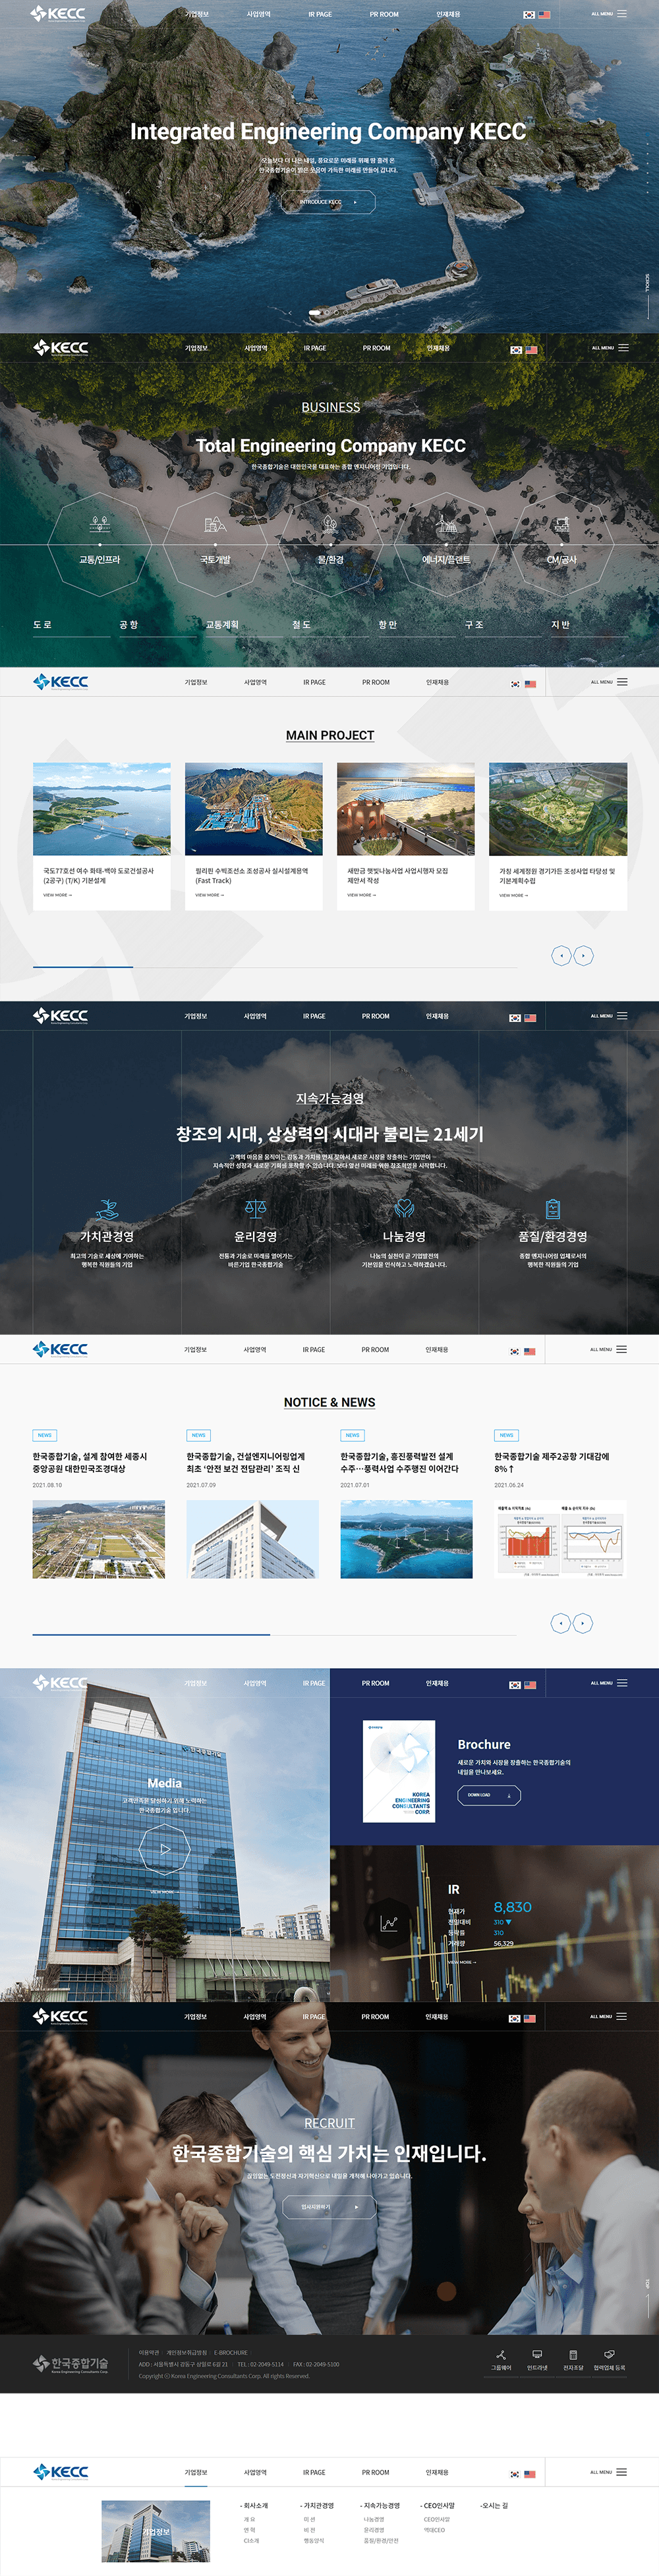 KECC
기업정보 사업영역 IR PAGE PR ROOM 인재채용 ALL MENU
Integrated Engineering Company KECC
오늘보다 더 나은 내일, 풍요로운 미래를 위해 땀 흘려 온
한국종합기술이 밝은 웃음이 가득한 미래를 만들어 갑니다.
INTRODUCE KECC
SCROLL
KECC
기업정보 사업영역 IR PAGE PR ROOM 인재채용 ALL MENU
BUSINESS
Total Engineering Company KECC
한국종합기술은 대한민국을 대표하는 종합 엔지니어링 기업입니다.
교통/인프라 국토개발 물/환경 에너지/플랜트 CM/공사
도로 공항 교통계획 철도 항만 구조 지반
KECC
기업정보 사업영역 IR PAGE PR ROOM 인재채용 ALL MENU
MAIN PROJECT
국도77호선 여수 화태-백야 도로건설공사
(2공구) (T/K) 기본설계
VIEW MORE →
필리핀 수빅조선소 조성공사 실시설계용역
(Fast Track)
VIEW MORE →
새만금 햇빛나눔사업 사업시행자 모집
제안서 작성
VIEW MORE →
가칭 세계정원 경기가든 조성사업 타당성 및
기본계획수립
VIEW MORE →
KECC
기업정보 사업영역 IR PAGE PR ROOM 인재채용 ALL MENU
지속가능경영
창조의 시대, 상상력의 시대라 불리는 21세기
고객의 마음을 움직이는 감동과 가치를 먼저 찾아서 새로운 시장을 창출하는 기업만이
지속적인 성장과 새로운 기회를 포착할 수 있습니다. 보다 앞선 미래를 위한 창조의 문을 시작합니다.
가치관경영
최고의 기술로 세상에 기여하는
행복한 직원들의 기업
윤리경영
전통과 기술로 미래를 열어가는
바른기업 한국종합기술
나눔경영
나눔의 실천이 곧 기업발전의
기본임을 인식하고 노력하겠습니다.
품질/환경경영
종합 엔지니어링 업체로서의
행복한 직원들의 기업
KECC
기업정보 사업영역 IR PAGE PR ROOM 인재채용 ALL MENU
NOTICE & NEWS
NEWS
한국종합기술, 설계 참여한 세종시
중앙공원 대한민국조경대상
2021.08.10
NEWS
한국종합기술, 건설엔지니어링업계
최초 '안전 보건 전담관리' 조직 신
2021.07.09
NEWS
한국종합기술, 홍진풍력발전 설계
수주…풍력사업 수주행진 이어간다
2021.07.01
NEWS
한국종합기술 제주2공항 기대감에
8%↑
2021.06.24
KECC
기업정보 사업영역 IR PAGE PR ROOM 인재채용 ALL MENU
Media
고객만족을 달성하기 위해 노력하는
한국종합기술 입니다.
VIEW MORE
KOREA
ENGINEERING
CONSULTANTS
CORP.
Brochure
새로운 가치와 시장을 창출하는 한국종합기술의
내일을 만나보세요.
DOWN LOAD
IR
현재가 8,830
전일대비 310 ▼
등락률 310
거래량 56,329
VIEW MORE →
KECC
기업정보 사업영역 IR PAGE PR ROOM 인재채용 ALL MENU
RECRUIT
한국종합기술의 핵심 가치는 인재입니다.
끊임없는 도전정신과 자기혁신으로 내일을 개척해 나아가고 있습니다.
입사지원하기
TOP
한국종합기술
Korea Engineering Consultants Corp.
이용약관 개인정보취급방침 E-BROCHURE
ADD : 서울특별시 강동구 상일로 6길 21 TEL : 02-2049-5114 FAX : 02-2049-5100
Copyright ⓒ Korea Engineering Consultants Corp. All rights Reserved.
그룹웨어 인트라넷 전자조달 협력업체 등록
KECC
기업정보 사업영역 IR PAGE PR ROOM 인재채용 ALL MENU
기업정보
- 회사소개
개 요
연 혁
CI소개
- 가치관경영
미 션
비 전
행동양식
- 지속가능경영
나눔경영
윤리경영
품질/환경/안전
- CEO인사말
CEO인사말
역대CEO
-오시는 길